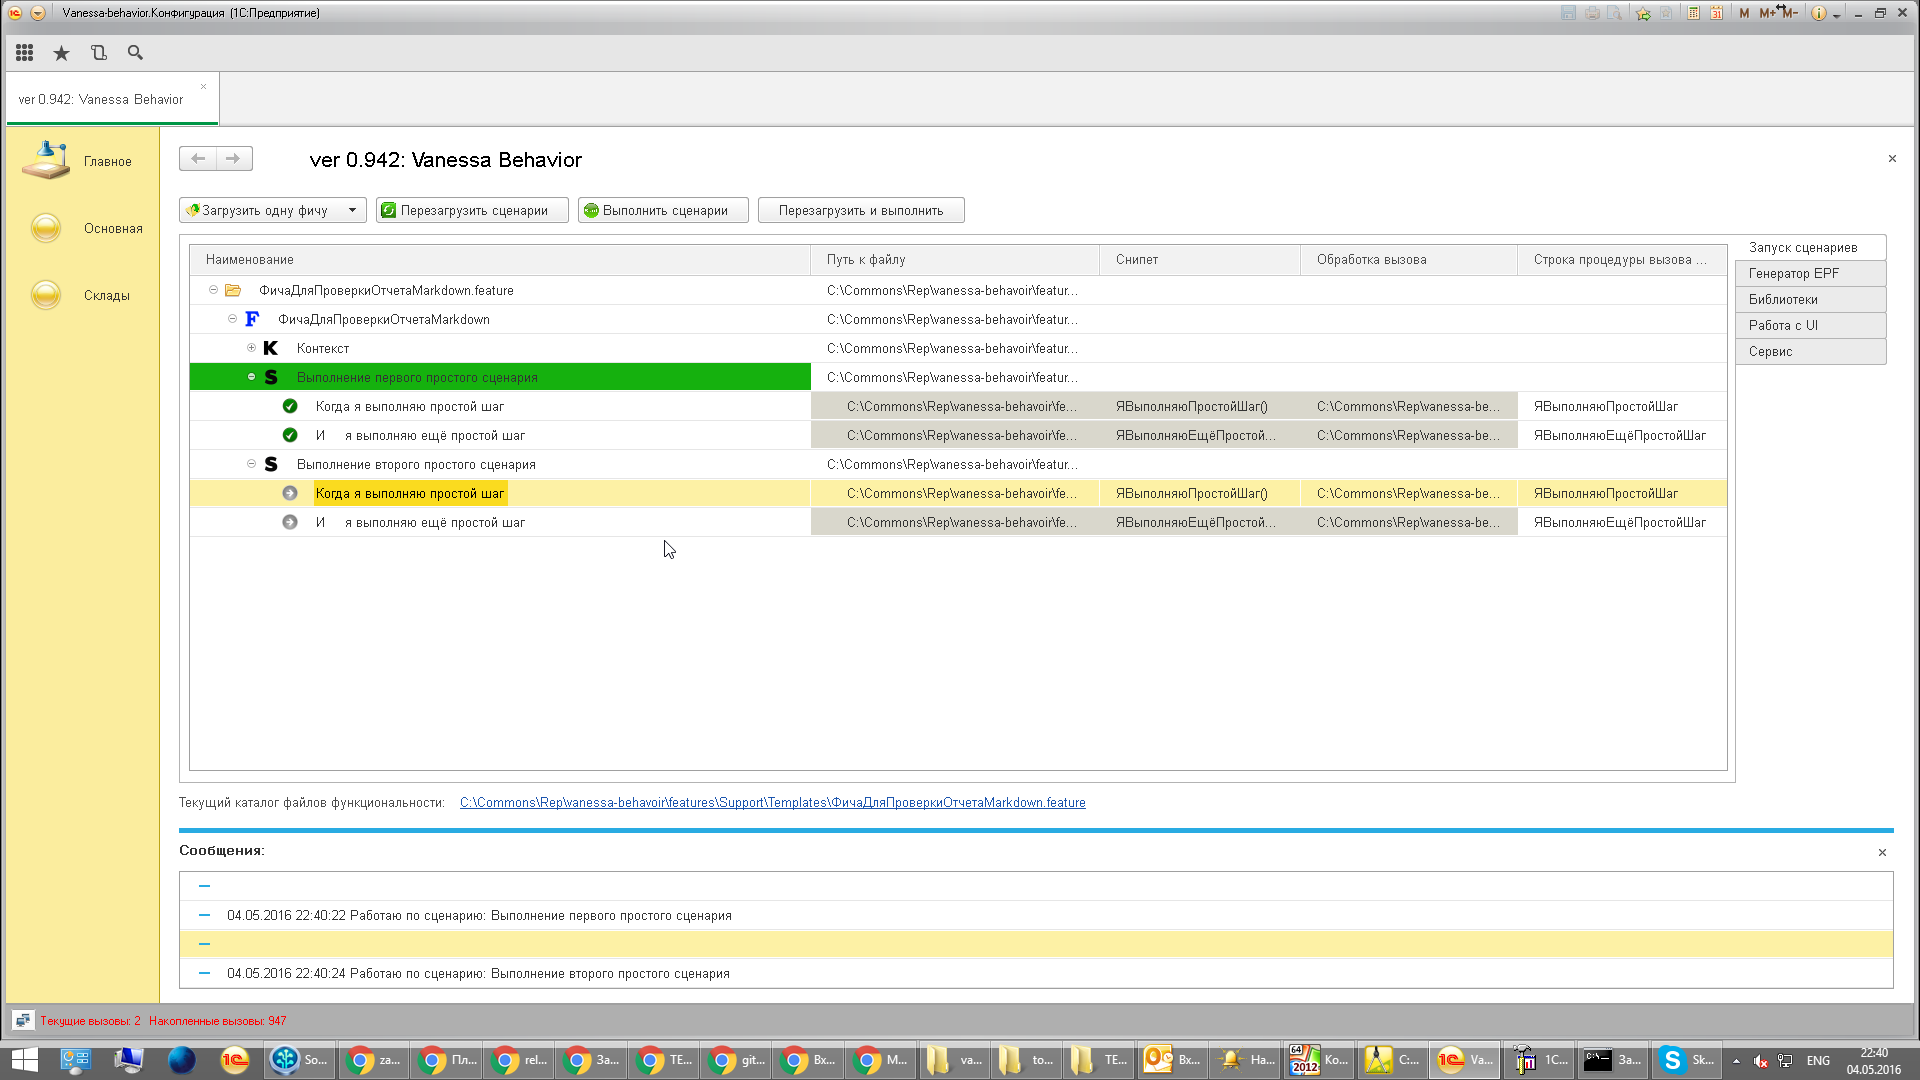 Vanessa-behavior.Конфигурация (1С:Предприятие)
M M+ M-
ver 0.942: Vanessa Behavior
Главное
Основная
Склады
ver 0.942: Vanessa Behavior
Загрузить одну фичу Перезагрузить сценарии Выполнить сценарии Перезагрузить и выполнить
Наименование Путь к файлу Снипет Обработка вызова Строка процедуры вызова ...
ФичаДляПроверкиОтчетаMarkdown.feature C:\Commons\Rep\vanessa-behavoir\featur...
F ФичаДляПроверкиОтчетаMarkdown C:\Commons\Rep\vanessa-behavoir\featur...
K Контекст C:\Commons\Rep\vanessa-behavoir\featur...
S Выполнение первого простого сценария C:\Commons\Rep\vanessa-behavoir\featur...
Когда я выполняю простой шаг C:\Commons\Rep\vanessa-behavoir\fe... ЯВыполняюПростойШаг() C:\Commons\Rep\vanessa-be... ЯВыполняюПростойШаг
И я выполняю ещё простой шаг C:\Commons\Rep\vanessa-behavoir\fe... ЯВыполняюЕщёПростой... C:\Commons\Rep\vanessa-be... ЯВыполняюЕщёПростойШаг
S Выполнение второго простого сценария C:\Commons\Rep\vanessa-behavoir\featur...
Когда я выполняю простой шаг C:\Commons\Rep\vanessa-behavoir\fe... ЯВыполняюПростойШаг() C:\Commons\Rep\vanessa-be... ЯВыполняюПростойШаг
И я выполняю ещё простой шаг C:\Commons\Rep\vanessa-behavoir\fe... ЯВыполняюЕщёПростой... C:\Commons\Rep\vanessa-be... ЯВыполняюЕщёПростойШаг
Запуск сценариев
Генератор EPF
Библиотеки
Работа с UI
Сервис
Текущий каталог файлов функциональности: C:\Commons\Rep\vanessa-behavoir\features\Support\Templates\ФичаДляПроверкиОтчетаMarkdown.feature
Сообщения:
04.05.2016 22:40:22 Работаю по сценарию: Выполнение первого простого сценария
04.05.2016 22:40:24 Работаю по сценарию: Выполнение второго простого сценария
Текущие вызовы: 2 Накопленные вызовы: 947
So... za... Пл... rel... За... TE... git... Вх... М... va... to... TE... Вх... На... Ко... C:... Va... 1С... За... Sk... ENG 22:40
04.05.2016